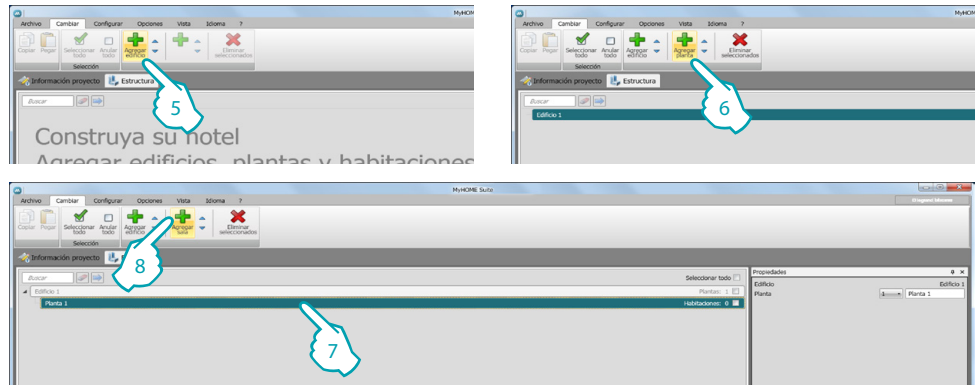 MyHOME
Archivo Cambiar Configurar Opciones Vista Idioma ?
Copiar Pegar Seleccionar todo Anular todo Agregar edificio Eliminar seleccionados
Selección
Información proyecto Estructura
Buscar
5
Construya su hotel
Agregar edificios, plantas y habitaciones
MyHOME
Archivo Cambiar Configurar Opciones Vista Idioma ?
Copiar Pegar Seleccionar todo Anular todo Agregar edificio Agregar planta Eliminar seleccionados
Selección
Información proyecto Estructura
Buscar
Edificio 1
6
MyHOME Suite
Archivo Cambiar Configurar Opciones Vista Idioma ?
Copiar Pegar Seleccionar todo Anular todo Agregar edificio Agregar sala Eliminar seleccionados
Selección
Información proyecto
8
Buscar Seleccionar todo
Edificio 1 Plantas: 1
Planta 1 Habitaciones: 0
7
Propiedades
Edificio Edificio 1
Planta 1 Planta 1